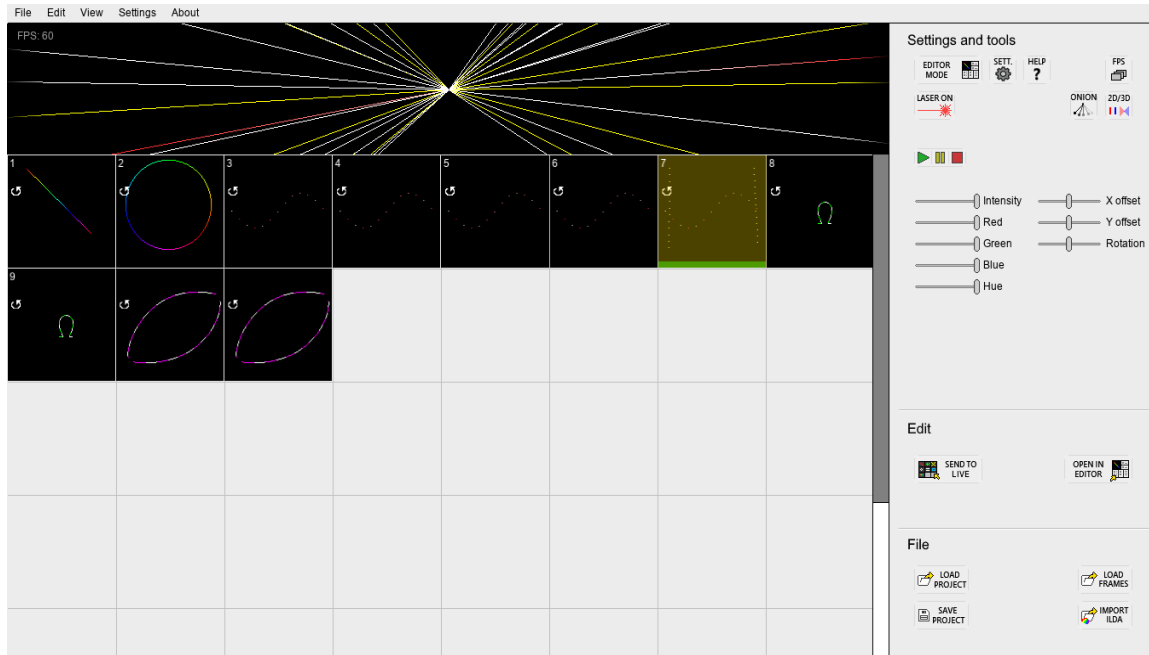 File Edit View Settings About
FPS: 60
Settings and tools
EDITOR MODE
SETT.
HELP
?
FPS
LASER ON
ONION
2D/3D
1 2 3 4 5 6 7 8
Intensity X offset
Red Y offset
Green Rotation
Blue
Hue
9
Ω
Edit
SEND TO LIVE
OPEN IN EDITOR
File
LOAD PROJECT
LOAD FRAMES
SAVE PROJECT
IMPORT ILDA